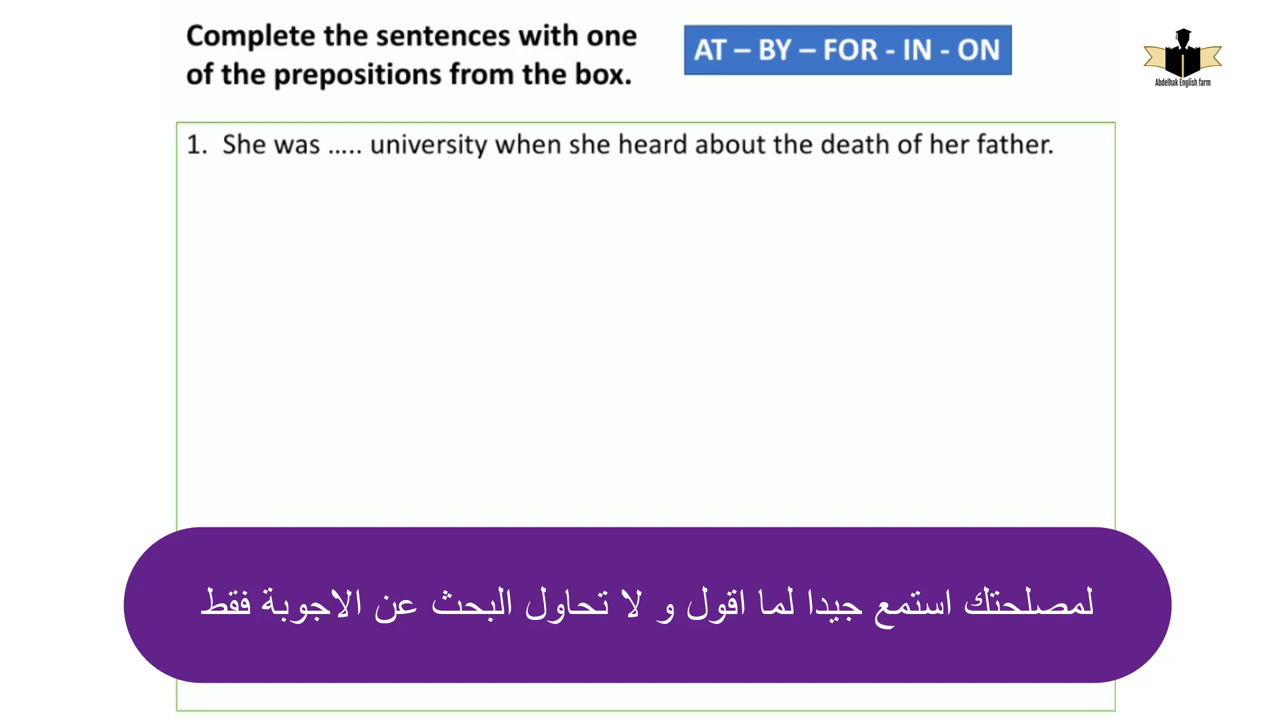 Complete the sentences with one
of the prepositions from the box.
AT – BY – FOR - IN - ON
Abdelhak English farm
1. She was ….. university when she heard about the death of her father.
لمصلحتك استمع جيدا لما اقول و لا تحاول البحث عن الاجوبة فقط